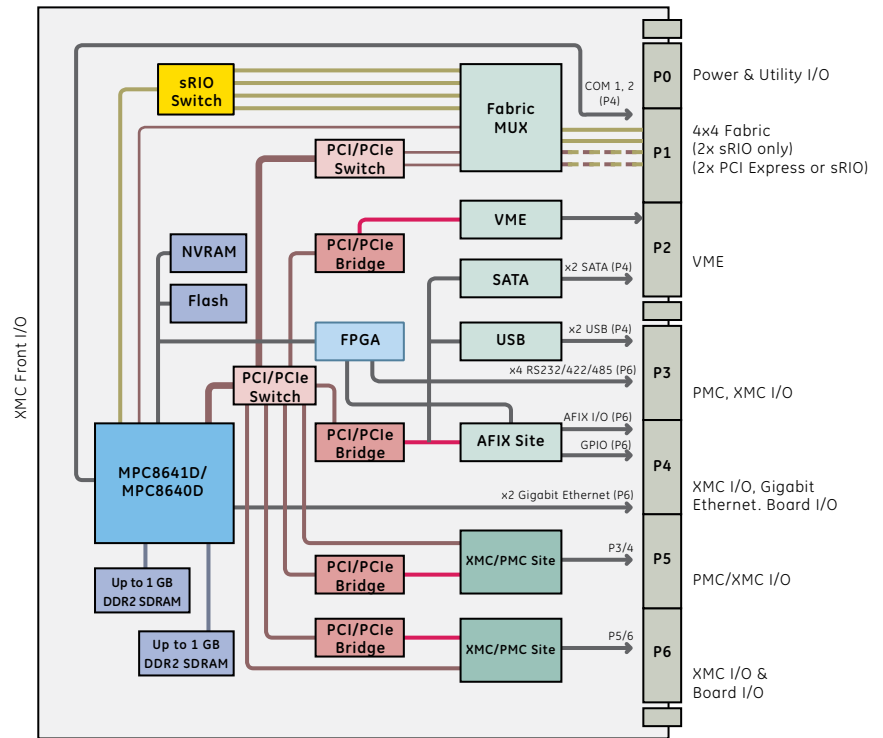 P0
Power & Utility I/O
COM 1, 2
(P4)
sRIO
Switch
Fabric
MUX
P1
4x4 Fabric
(2x sRIO only)
(2x PCI Express or sRIO)
PCI/PCIe
Switch
VME
PCI/PCIe
Bridge
P2
VME
NVRAM
SATA
x2 SATA (P4)
Flash
XMC Front I/O
FPGA
USB
x2 USB (P4)
P3
x4 RS232/422/485 (P6)
PCI/PCIe
Switch
PMC, XMC I/O
PCI/PCIe
Bridge
AFIX Site
AFIX I/O (P6)
GPIO (P6)
P4
MPC8641D/
MPC8640D
x2 Gigabit Ethernet (P6)
XMC I/O, Gigabit
Ethernet. Board I/O
P3/4
XMC/PMC Site
P5
PCI/PCIe
Bridge
PMC/XMC I/O
Up to 1 GB
DDR2 SDRAM
PCI/PCIe
Bridge
XMC/PMC Site
P5/6
P6
Up to 1 GB
DDR2 SDRAM
XMC I/O &
Board I/O